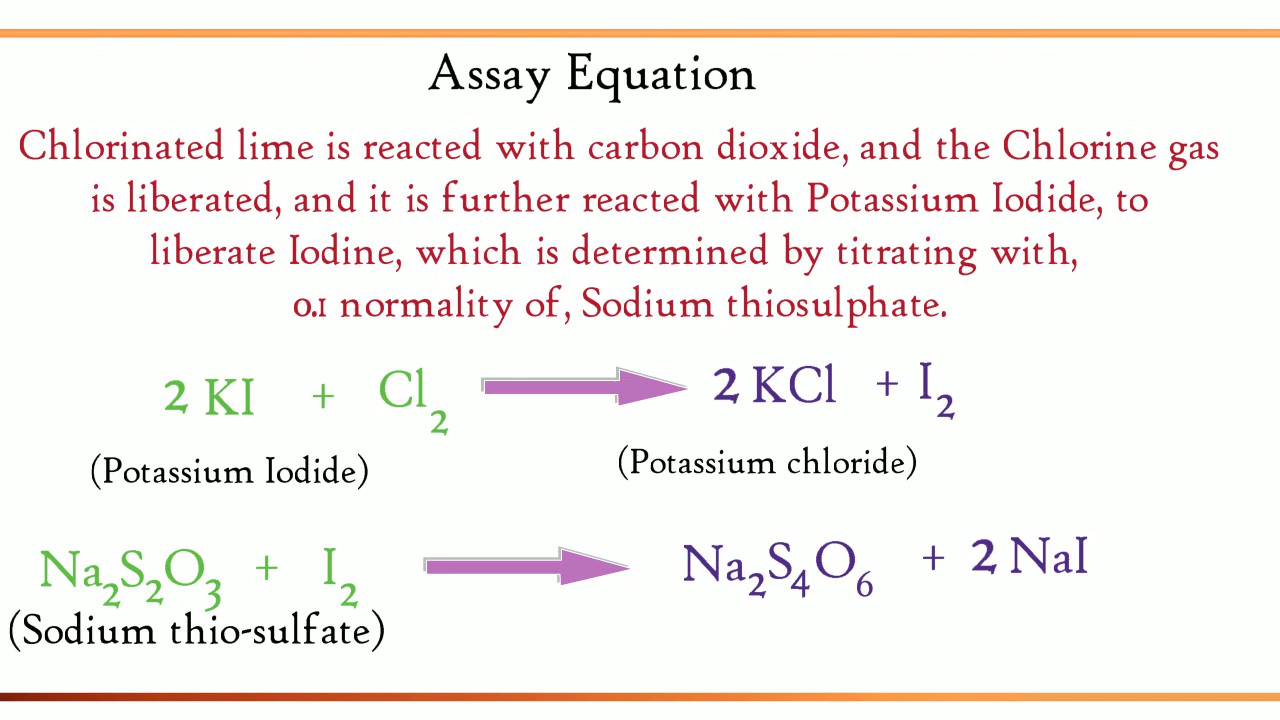 Assay Equation
Chlorinated lime is reacted with carbon dioxide, and the Chlorine gas
is liberated, and it is further reacted with Potassium Iodide, to
liberate Iodine, which is determined by titrating with,
0.1 normality of, Sodium thiosulphate.
2 KI + Cl₂ 2 KCl + I₂
(Potassium Iodide) (Potassium chloride)
Na₂S₂O₃ + I₂ Na₂S₄O₆ + 2 NaI
(Sodium thio-sulfate)